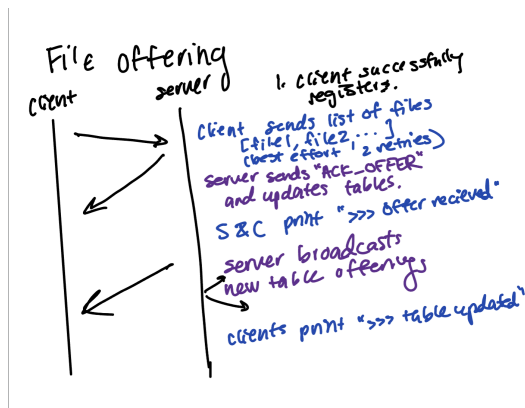 File offering
client
server
1. client successfully
registers.
client sends list of files
[file1, file2, ...]
(best effort, 2 retries)
server sends "ACK_OFFER"
and updates tables.
S & C print ">>> Offer recieved"
server broadcasts
new table offerings
clients print ">>> table updated"